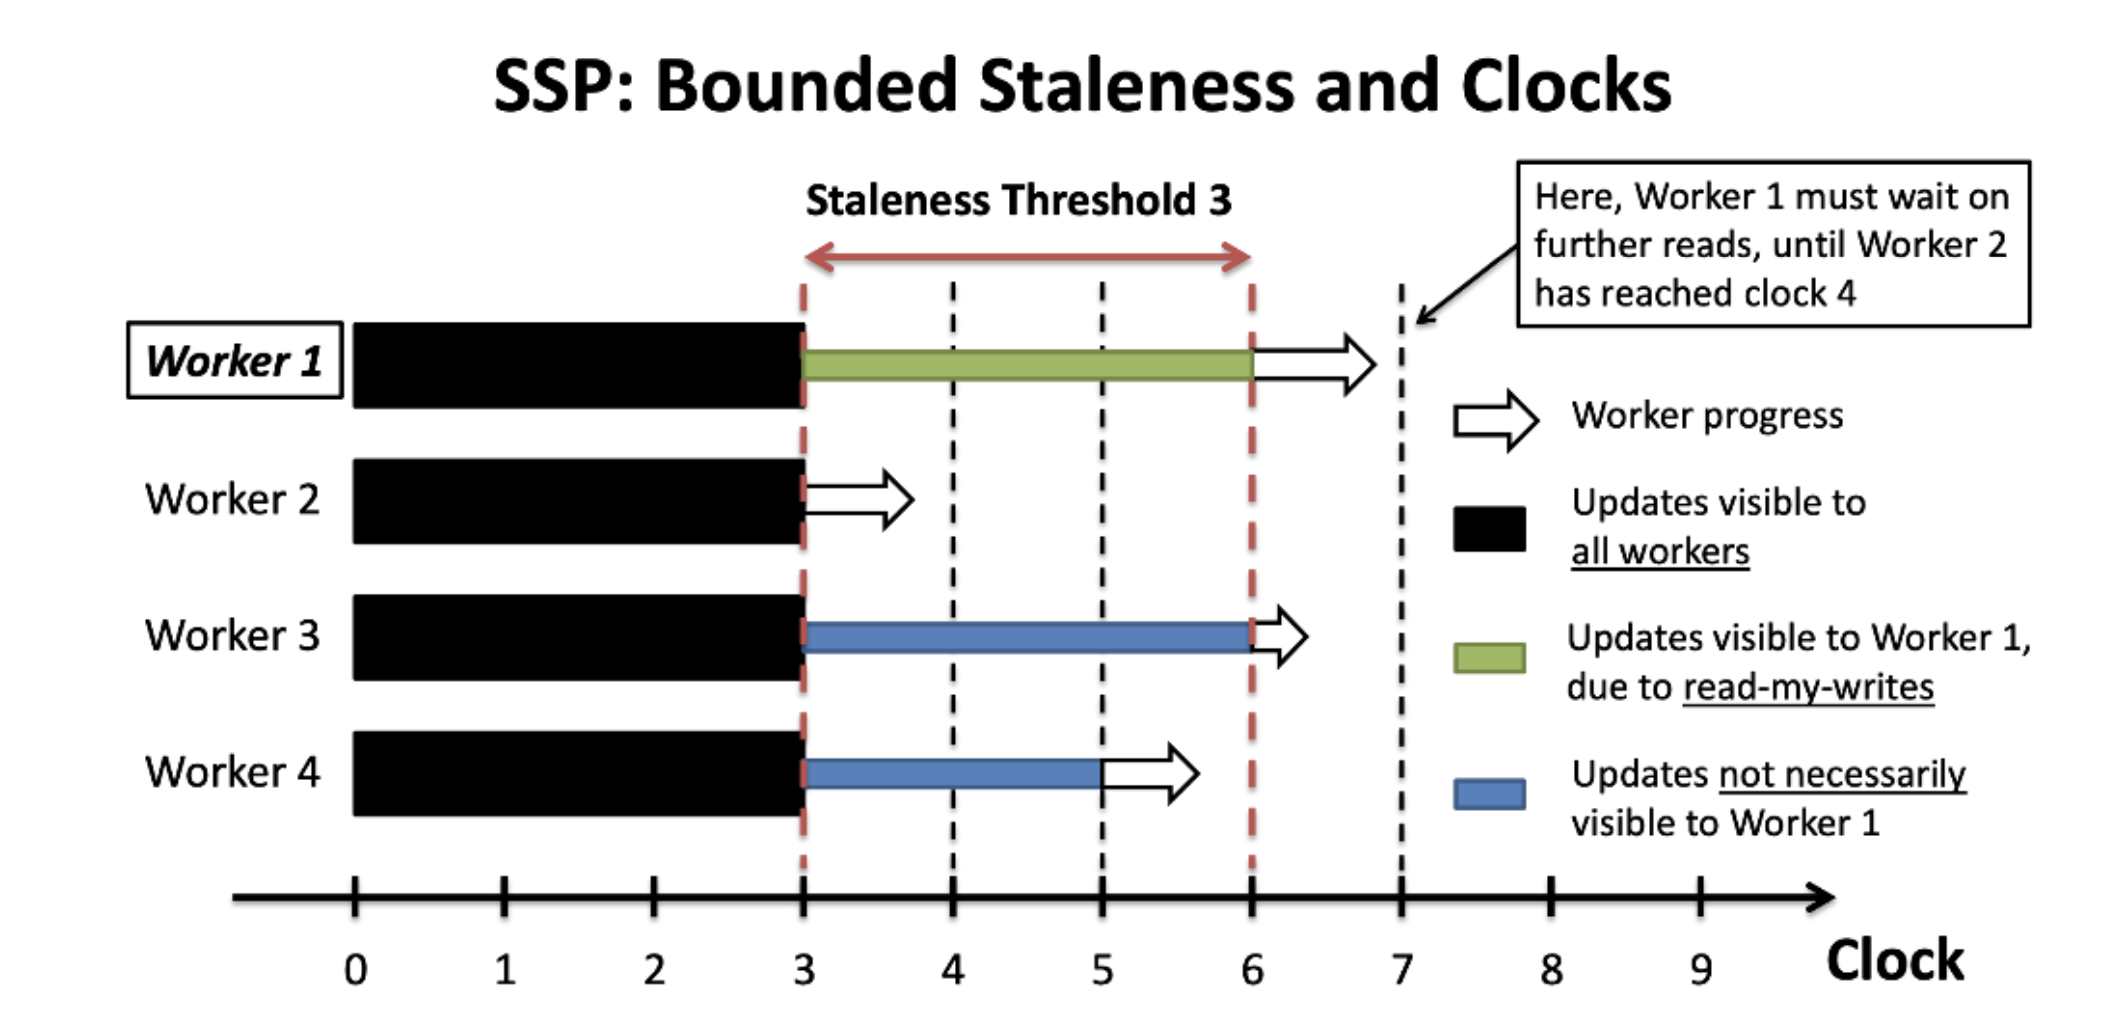 SSP: Bounded Staleness and Clocks
Staleness Threshold 3
Here, Worker 1 must wait on
further reads, until Worker 2
has reached clock 4
Worker 1
Worker 2
Worker 3
Worker 4
Worker progress
Updates visible to
all workers
Updates visible to Worker 1,
due to read-my-writes
Updates not necessarily
visible to Worker 1
0 1 2 3 4 5 6 7 8 9 Clock